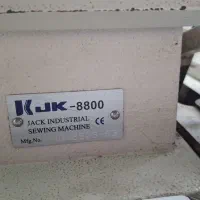 JK-8800
JACK INDUSTRIAL
SEWING MACHINE CE
Mfg.No.